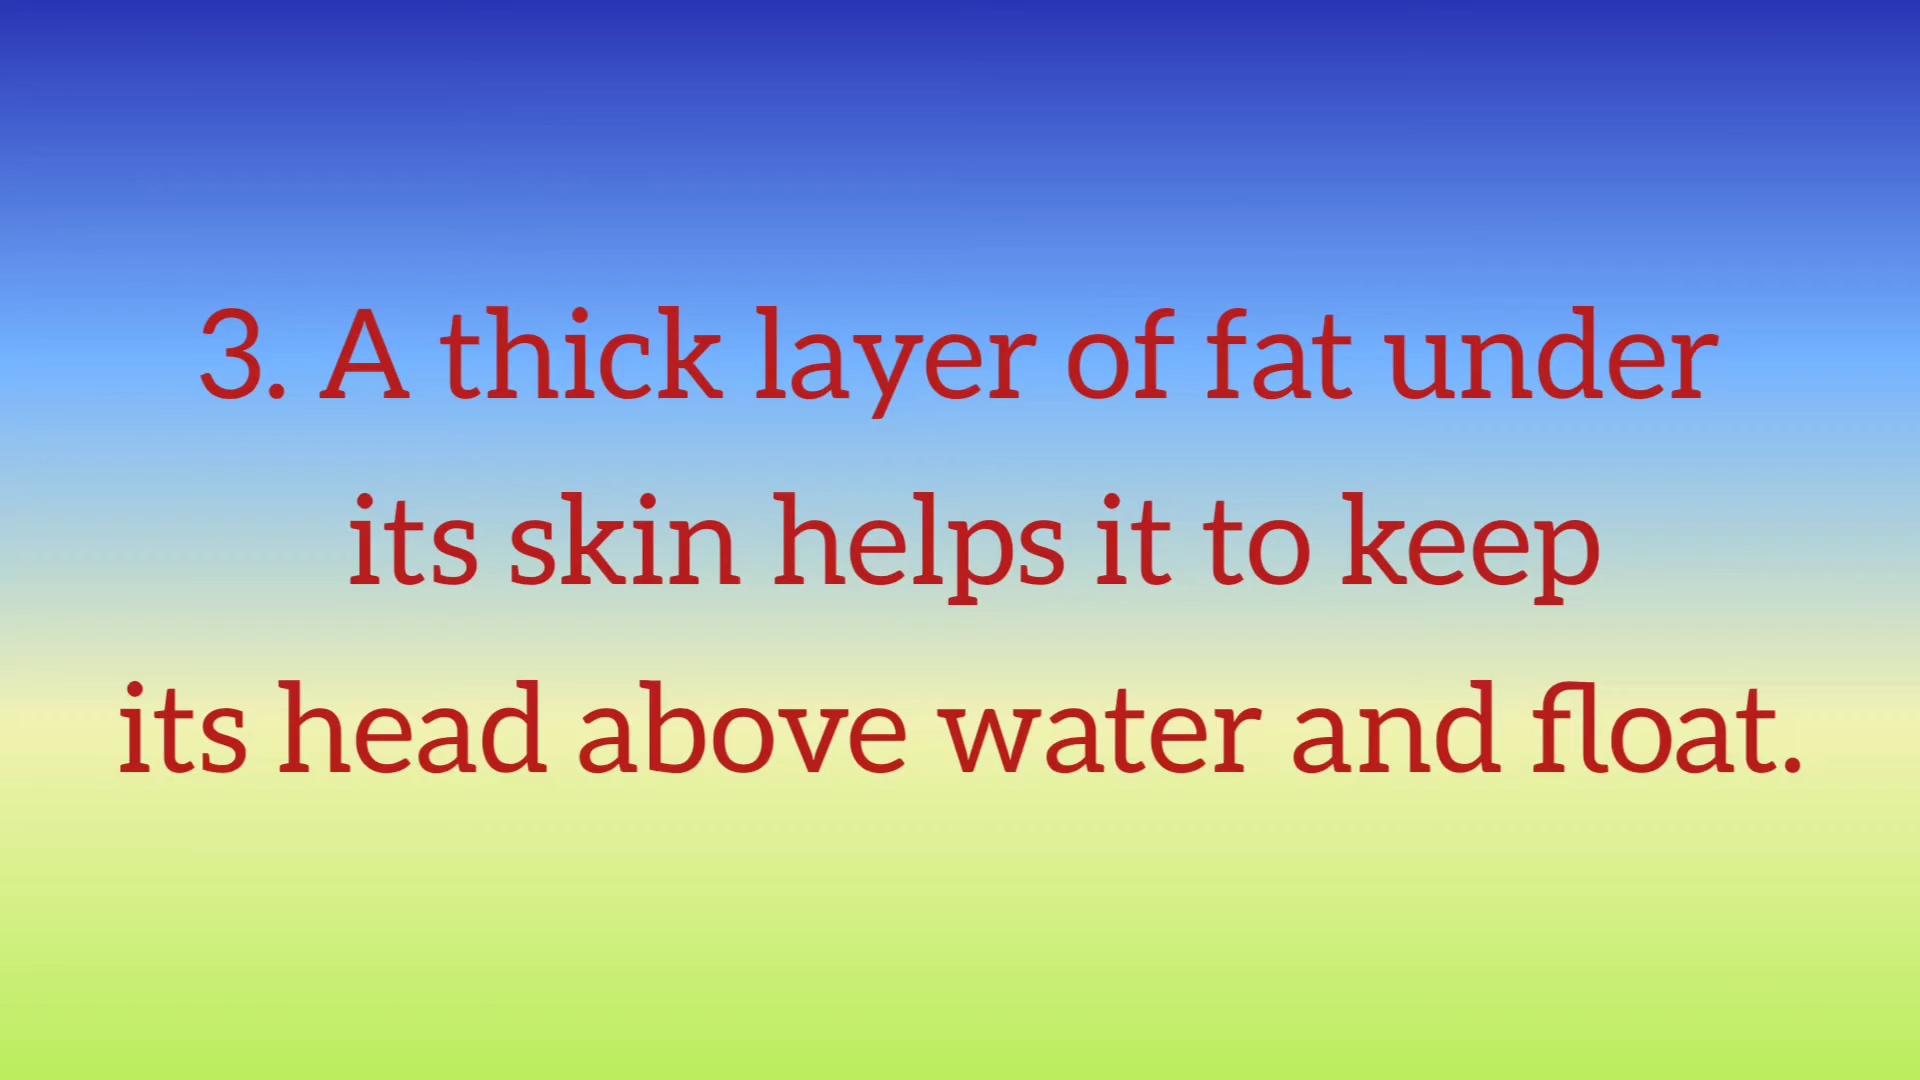 3. A thick layer of fat under
its skin helps it to keep
its head above water and float.